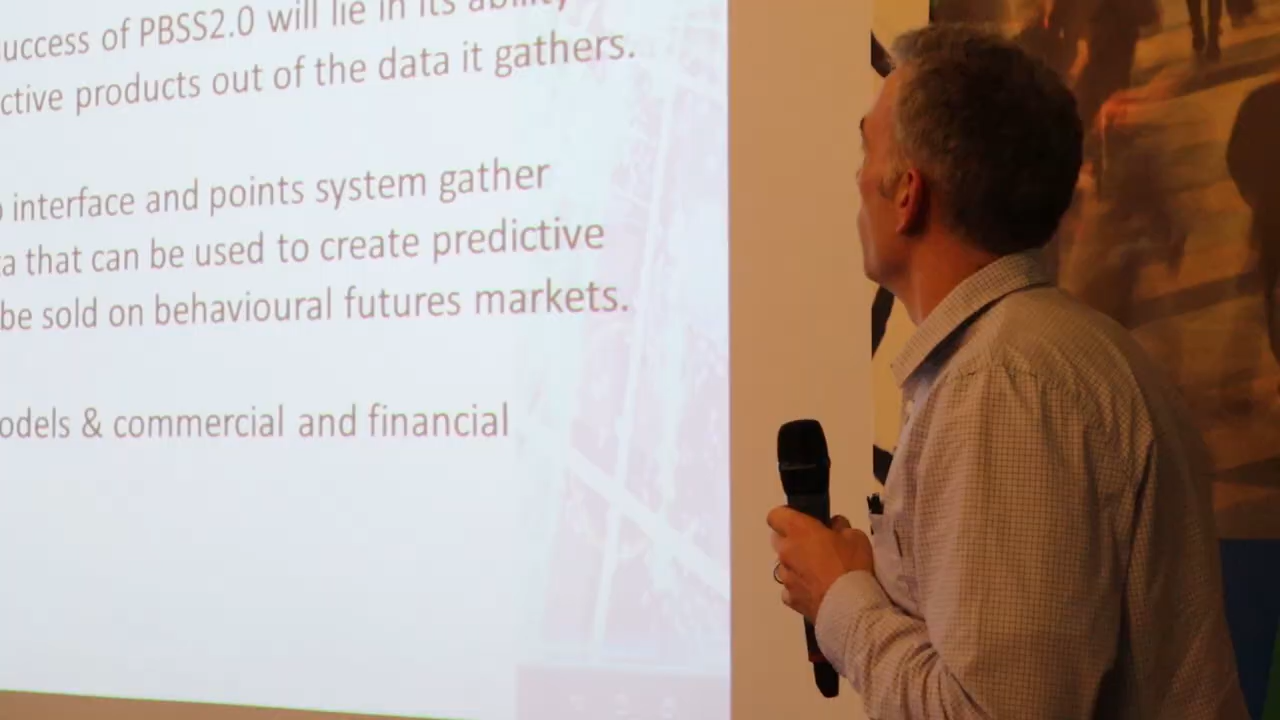 uccess of PBSS2.0 will lie in its ability
ctive products out of the data it gathers.
interface and points system gather
a that can be used to create predictive
be sold on behavioural futures markets.
odels & commercial and financial